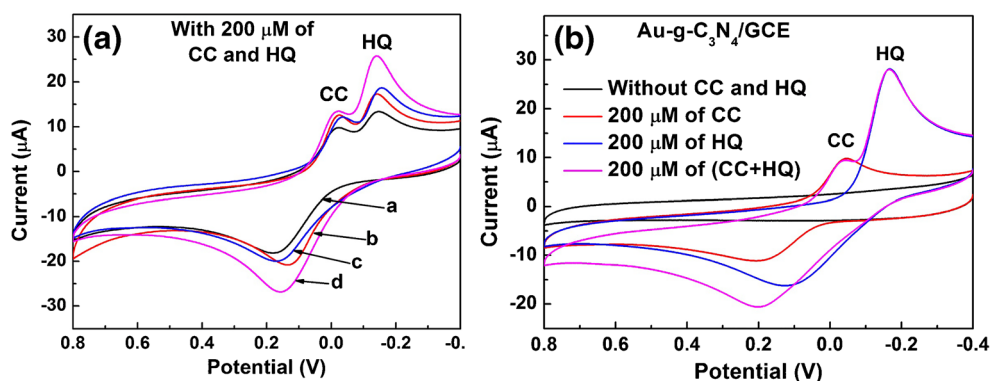 (a)
With 200 μM of
CC and HQ
CC
HQ
a
b
c
d
30
20
10
0
-10
-20
-30
Current (μA)
0.8
0.6
0.4
0.2
0.0
-0.2
-0.
Potential (V)
(b)
Au-g-C₃N₄/GCE
Without CC and HQ
200 μM of CC
200 μM of HQ
200 μM of (CC+HQ)
CC
HQ
30
20
10
0
-10
-20
Current (μA)
0.8
0.6
0.4
0.2
0.0
-0.2
-0.4
Potential (V)